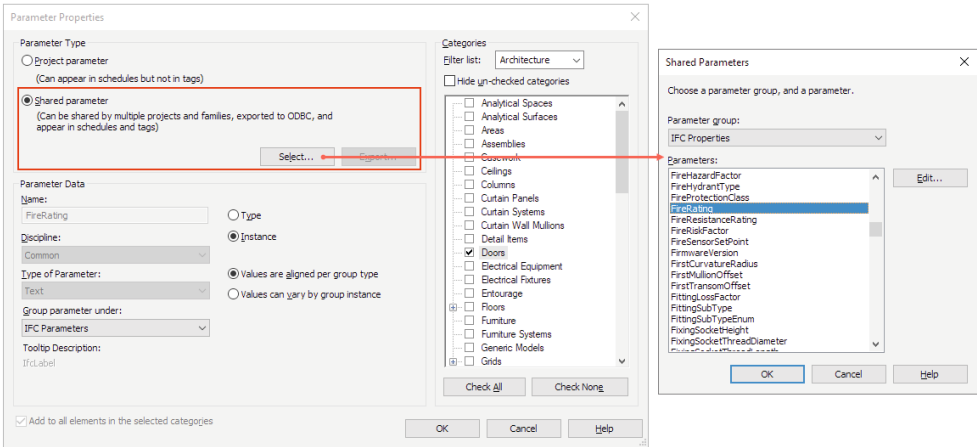 Parameter Properties
Parameter Type
Project parameter
(Can appear in schedules but not in tags)
Shared parameter
(Can be shared by multiple projects and families, exported to ODBC, and
appear in schedules and tags)
Select...
Export...
Parameter Data
Name:
FireRating
Type
Discipline:
Instance
Common
Type of Parameter:
Values are aligned per group type
Text
Values can vary by group instance
Group parameter under:
IFC Parameters
Tooltip Description:
IfcLabel
Add to all elements in the selected categories
Categories
Filter list:
Architecture
Hide un-checked categories
Analytical Spaces
Analytical Surfaces
Areas
Assemblies
Casework
Ceilings
Columns
Curtain Panels
Curtain Systems
Curtain Wall Mullions
Detail Items
Doors
Electrical Equipment
Electrical Fixtures
Entourage
Floors
Furniture
Furniture Systems
Generic Models
Grids
Check All
Check None
OK
Cancel
Help
Shared Parameters
Choose a parameter group, and a parameter.
Parameter group:
IFC Properties
Parameters:
FireHazardFactor
FireHydrantType
FireProtectionClass
FireRating
FireResistanceRating
FireRiskFactor
FireSensorSetPoint
FirmwareVersion
FirstCurvatureRadius
FirstMullionOffset
FirstTransomOffset
FittingLossFactor
FittingSubType
FittingSubTypeEnum
FixingSocketHeight
FixingSocketThreadDiameter
FixingSocketThreadLength
Edit...
OK
Cancel
Help